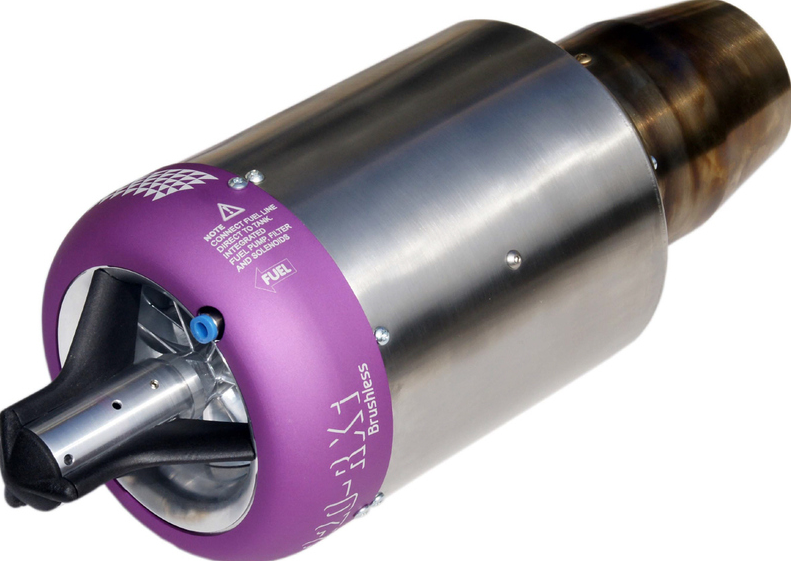 NOTE
CONNECT FUEL LINE
DIRECT TO TANK.
INTEGRATED
FUEL PUMP, FILTER
AND SOLENOIDS
FUEL
Brushless